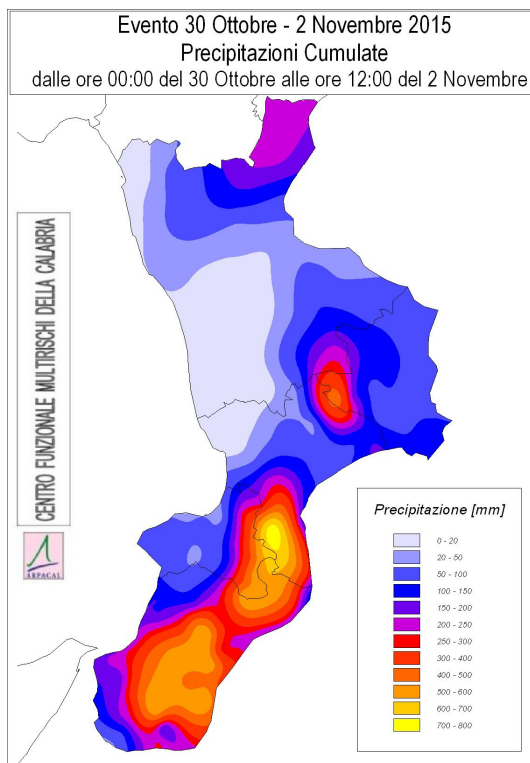 Evento 30 Ottobre - 2 Novembre 2015
Precipitazioni Cumulate
dalle ore 00:00 del 30 Ottobre alle ore 12:00 del 2 Novembre
CENTRO FUNZIONALE MULTIRISCHI DELLA CALABRIA
ARPACAL
Precipitazione [mm]
0 - 20
20 - 50
50 - 100
100 - 150
150 - 200
200 - 250
250 - 300
300 - 400
400 - 500
500 - 600
600 - 700
700 - 800